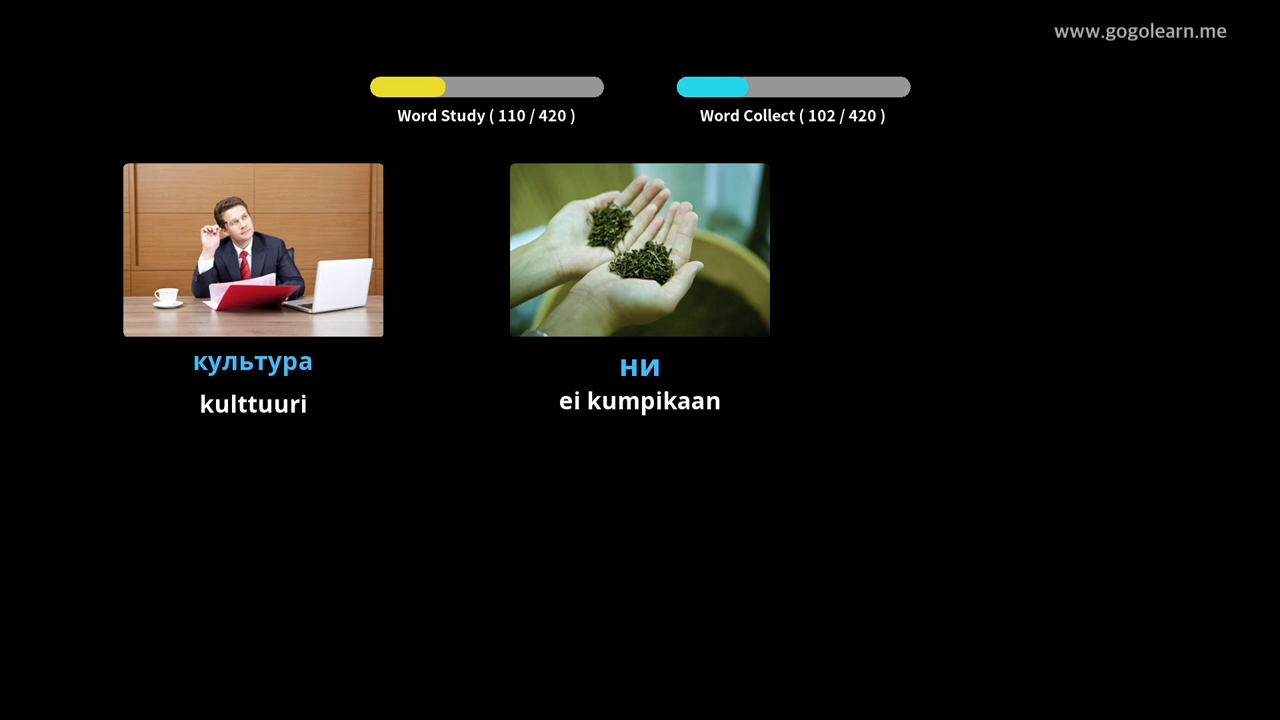 www.gogolearn.me
Word Study ( 110 / 420 )
Word Collect ( 102 / 420 )
культура
kulttuuri
ни
ei kumpikaan